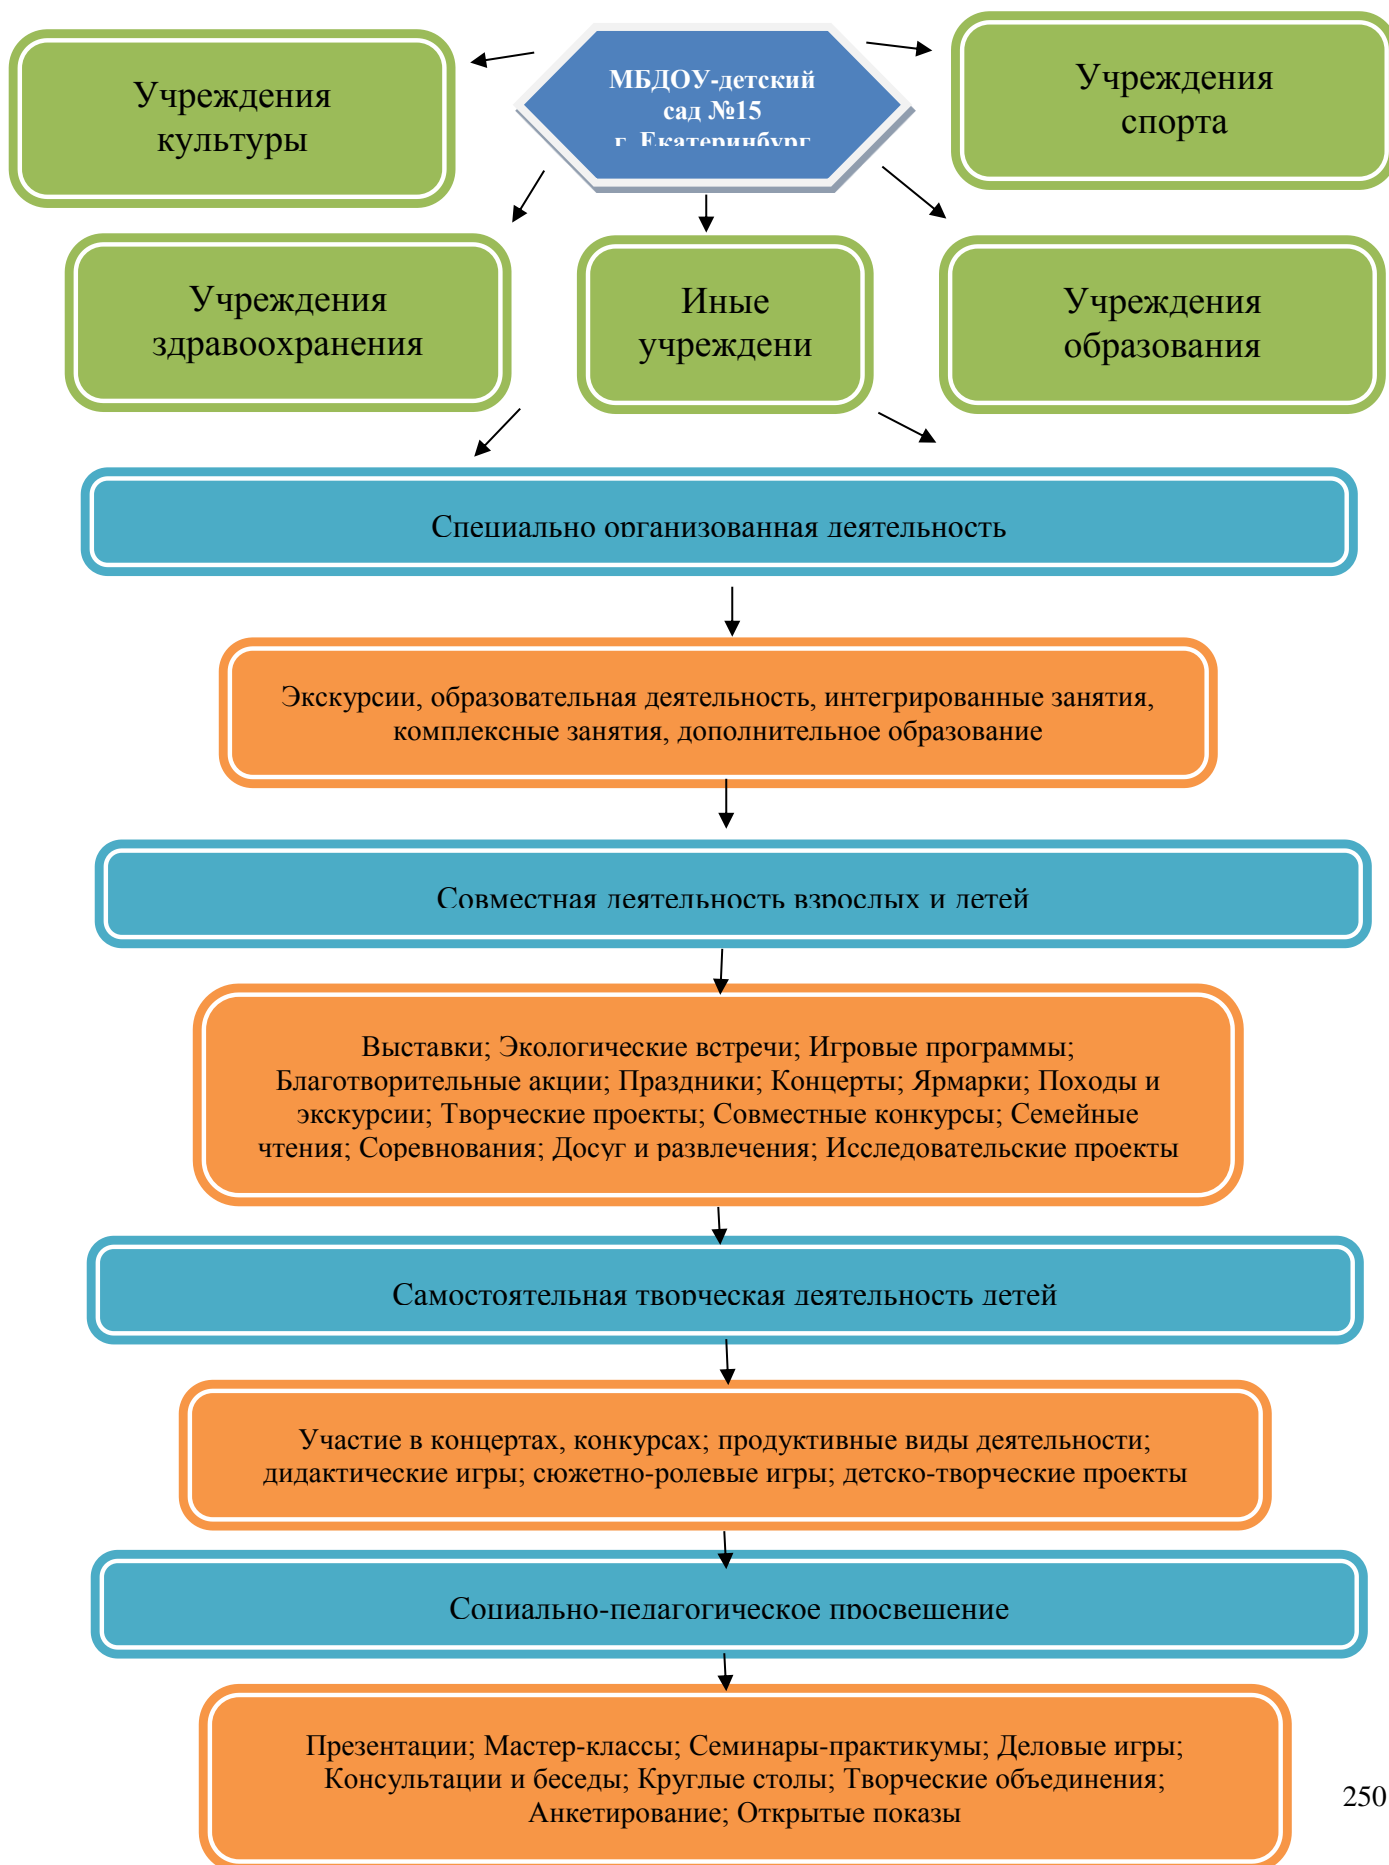 МБДОУ-детский
сад №15
г. Екатеринбург
Учреждения
культуры
Учреждения
спорта
Учреждения
здравоохранения
Иные
учреждени
Учреждения
образования
Специально организованная деятельность
Экскурсии, образовательная деятельность, интегрированные занятия,
комплексные занятия, дополнительное образование
Совместная деятельность взрослых и детей
Выставки; Экологические встречи; Игровые программы;
Благотворительные акции; Праздники; Концерты; Ярмарки; Походы и
экскурсии; Творческие проекты; Совместные конкурсы; Семейные
чтения; Соревнования; Досуг и развлечения; Исследовательские проекты
Самостоятельная творческая деятельность детей
Участие в концертах, конкурсах; продуктивные виды деятельности;
дидактические игры; сюжетно-ролевые игры; детско-творческие проекты
Социально-педагогическое просвещение
Презентации; Мастер-классы; Семинары-практикумы; Деловые игры;
Консультации и беседы; Круглые столы; Творческие объединения;
Анкетирование; Открытые показы
250